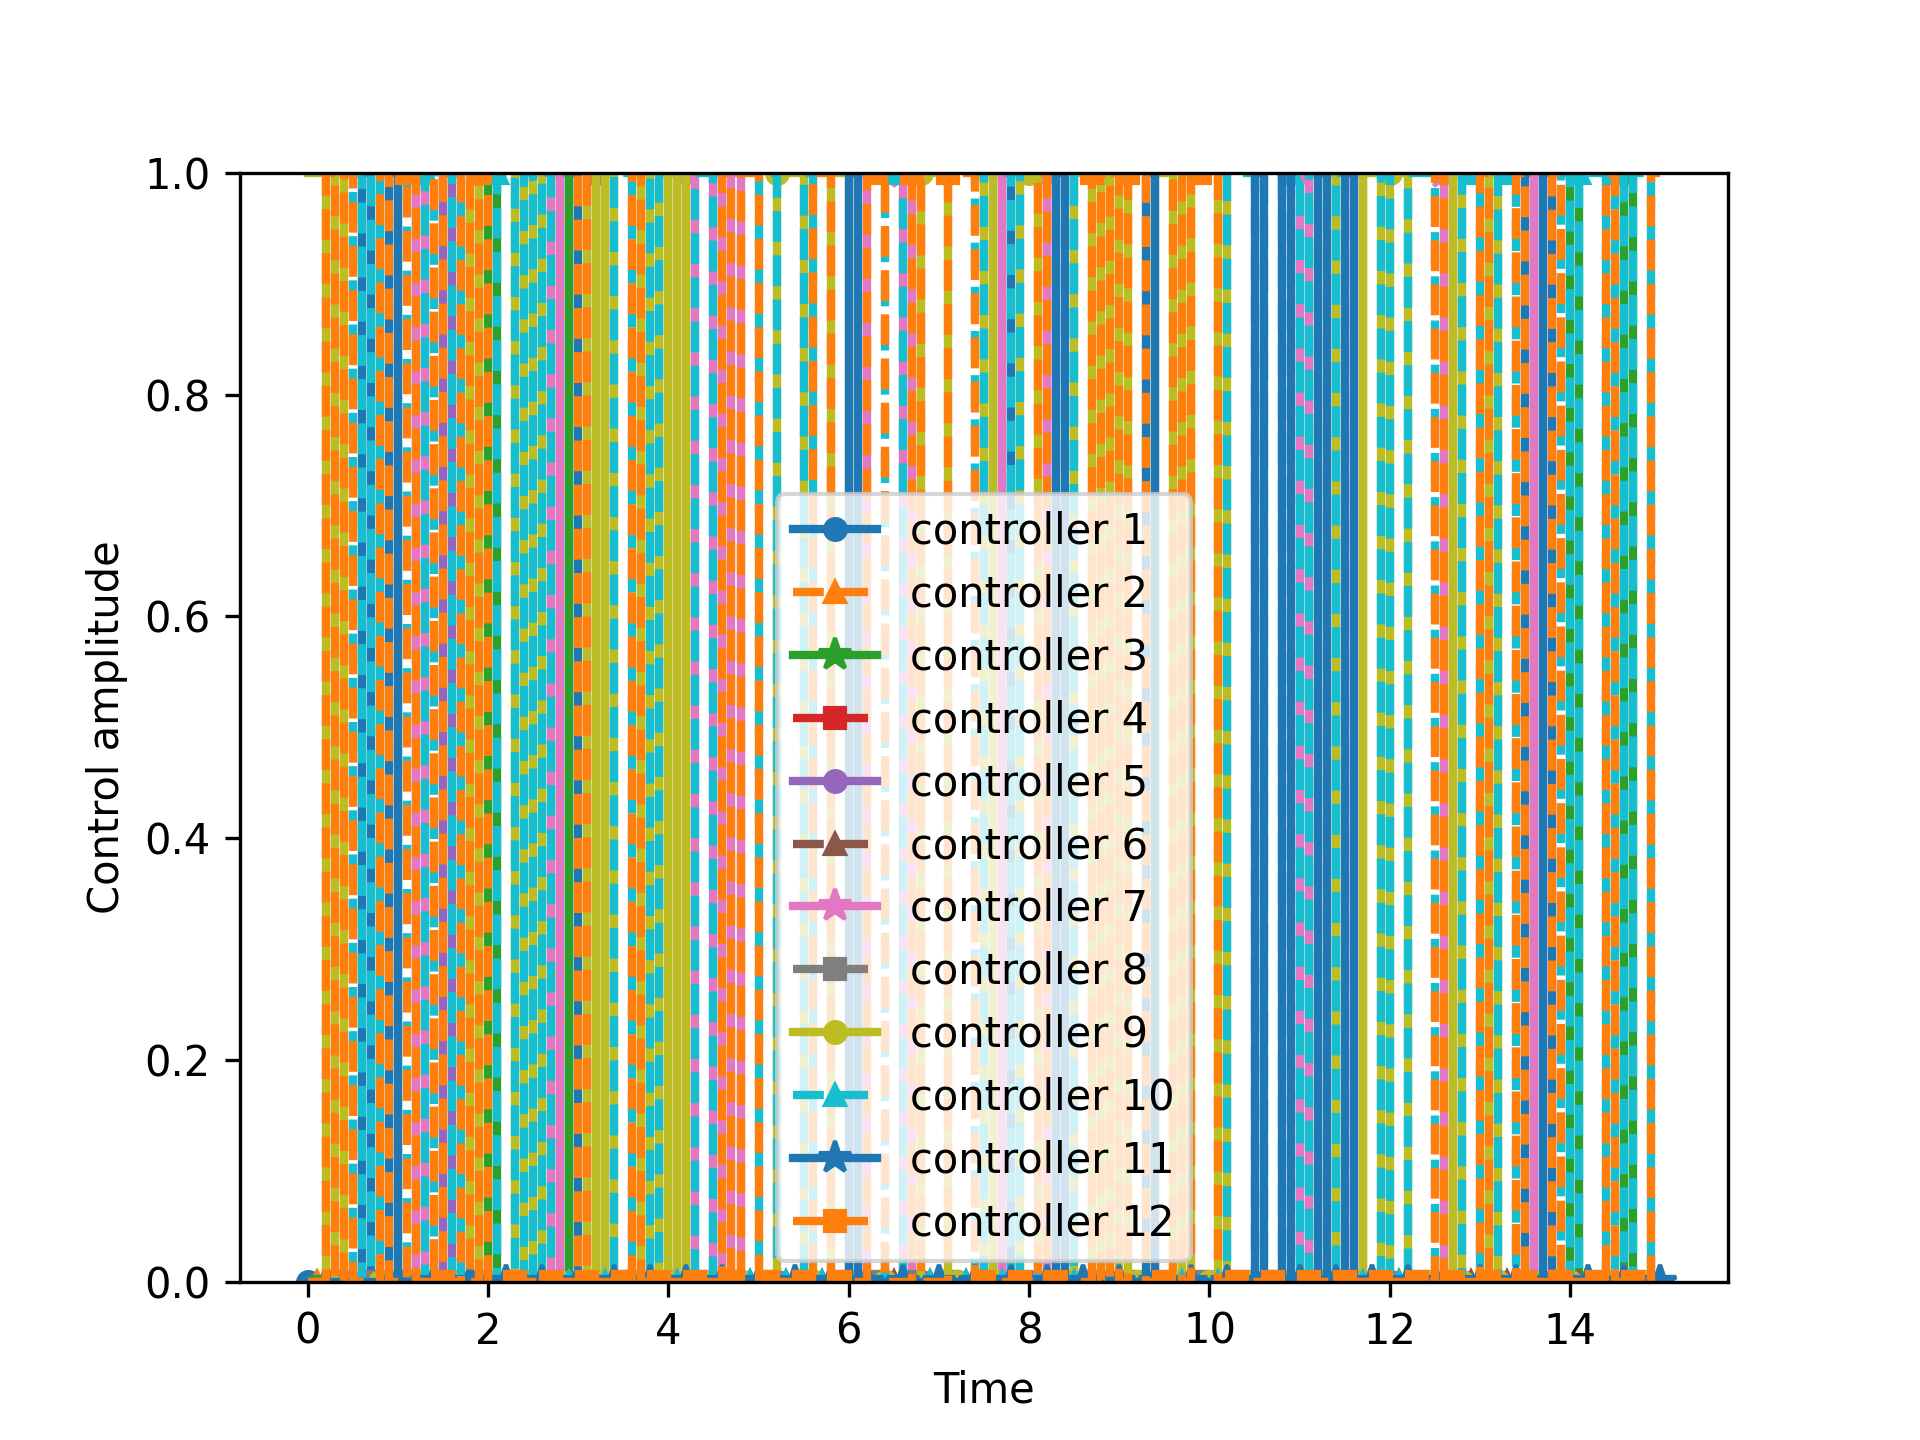 1.0
0.8
0.6
0.4
0.2
0.0
Control amplitude
controller 1
controller 2
controller 3
controller 4
controller 5
controller 6
controller 7
controller 8
controller 9
controller 10
controller 11
controller 12
0 2 4 6 8 10 12 14
Time